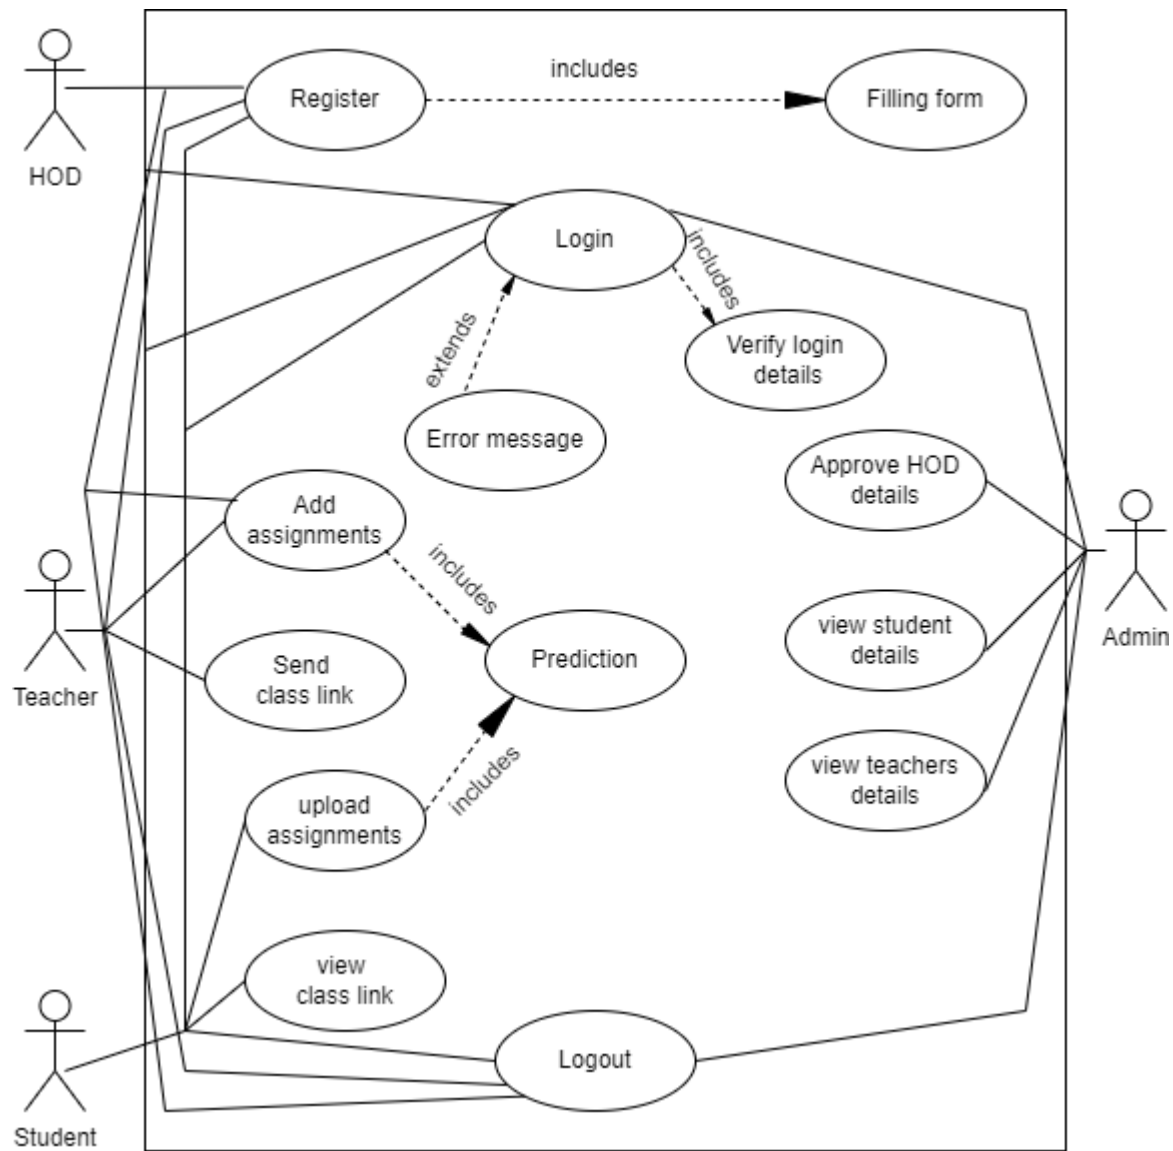 includes
Register
Filling form
HOD
Login
includes
extends
Verify login
details
Error message
Approve HOD
details
Add
assignments
includes
view student
details
Admin
Send
class link
Prediction
Teacher
includes
view teachers
details
upload
assignments
view
class link
Logout
Student